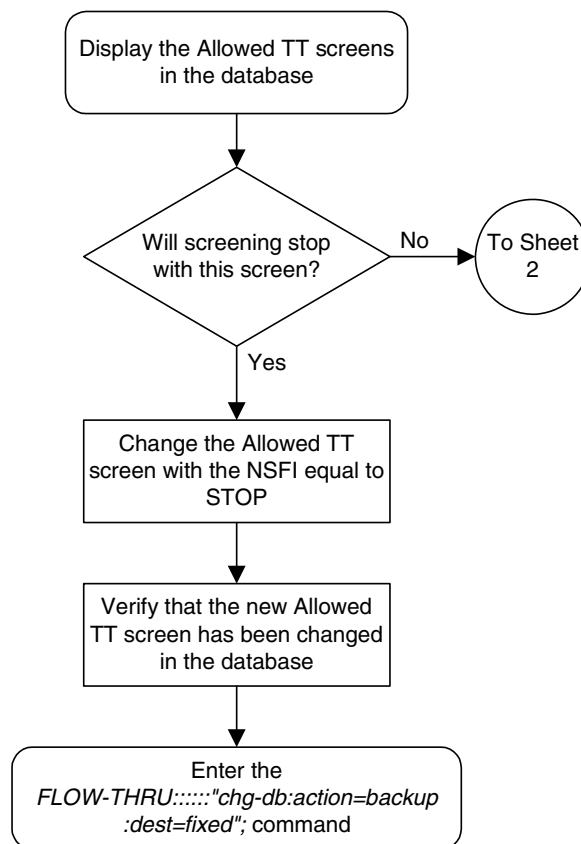 Display the Allowed TT screens
in the database
Will screening stop
with this screen?
No
To Sheet
2
Yes
Change the Allowed TT
screen with the NSFI equal to
STOP
Verify that the new Allowed
TT screen has been changed
in the database
Enter the
FLOW-THRU::::::"chg-db:action=backup
:dest=fixed"; command